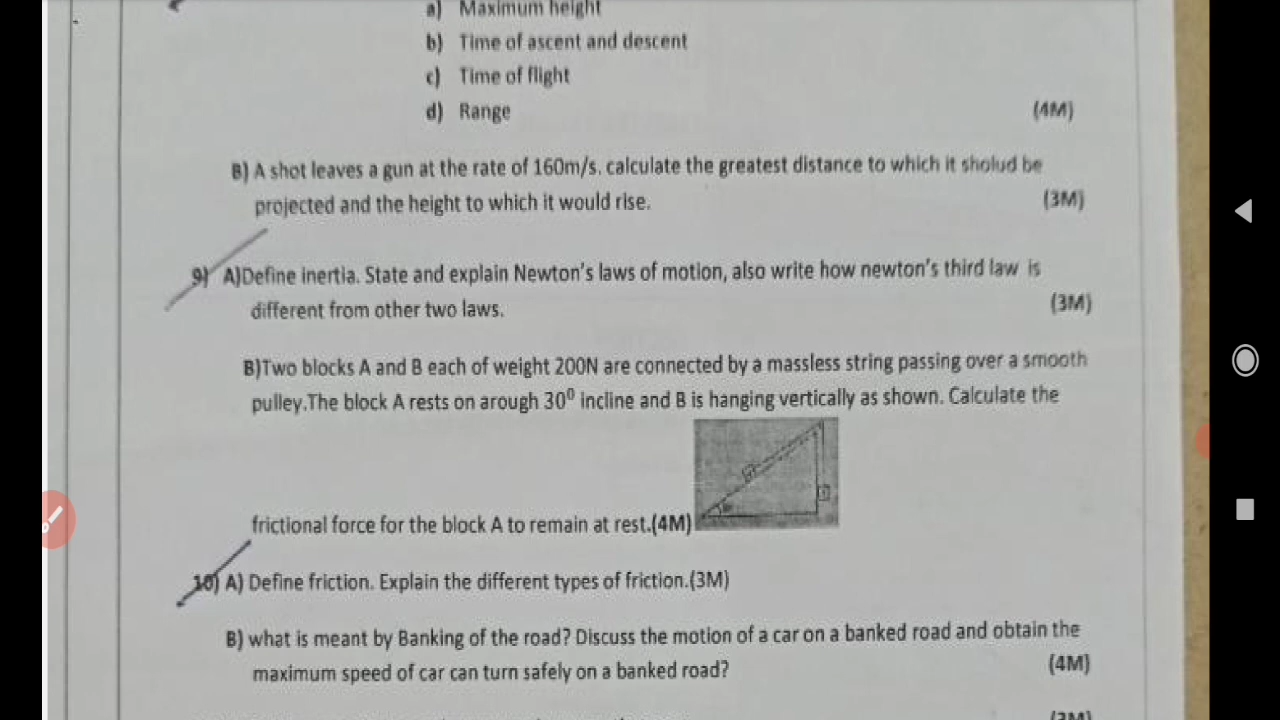 a) Maximum height
b) Time of ascent and descent
c) Time of flight
d) Range (4M)
B) A shot leaves a gun at the rate of 160m/s. calculate the greatest distance to which it sholud be
projected and the height to which it would rise. (3M)
9) A)Define inertia. State and explain Newton's laws of motion, also write how newton's third law is
different from other two laws. (3M)
B)Two blocks A and B each of weight 200N are connected by a massless string passing over a smooth
pulley.The block A rests on arough 30⁰ incline and B is hanging vertically as shown. Calculate the
frictional force for the block A to remain at rest.(4M)
10) A) Define friction. Explain the different types of friction.(3M)
B) what is meant by Banking of the road? Discuss the motion of a car on a banked road and obtain the
maximum speed of car can turn safely on a banked road? (4M)